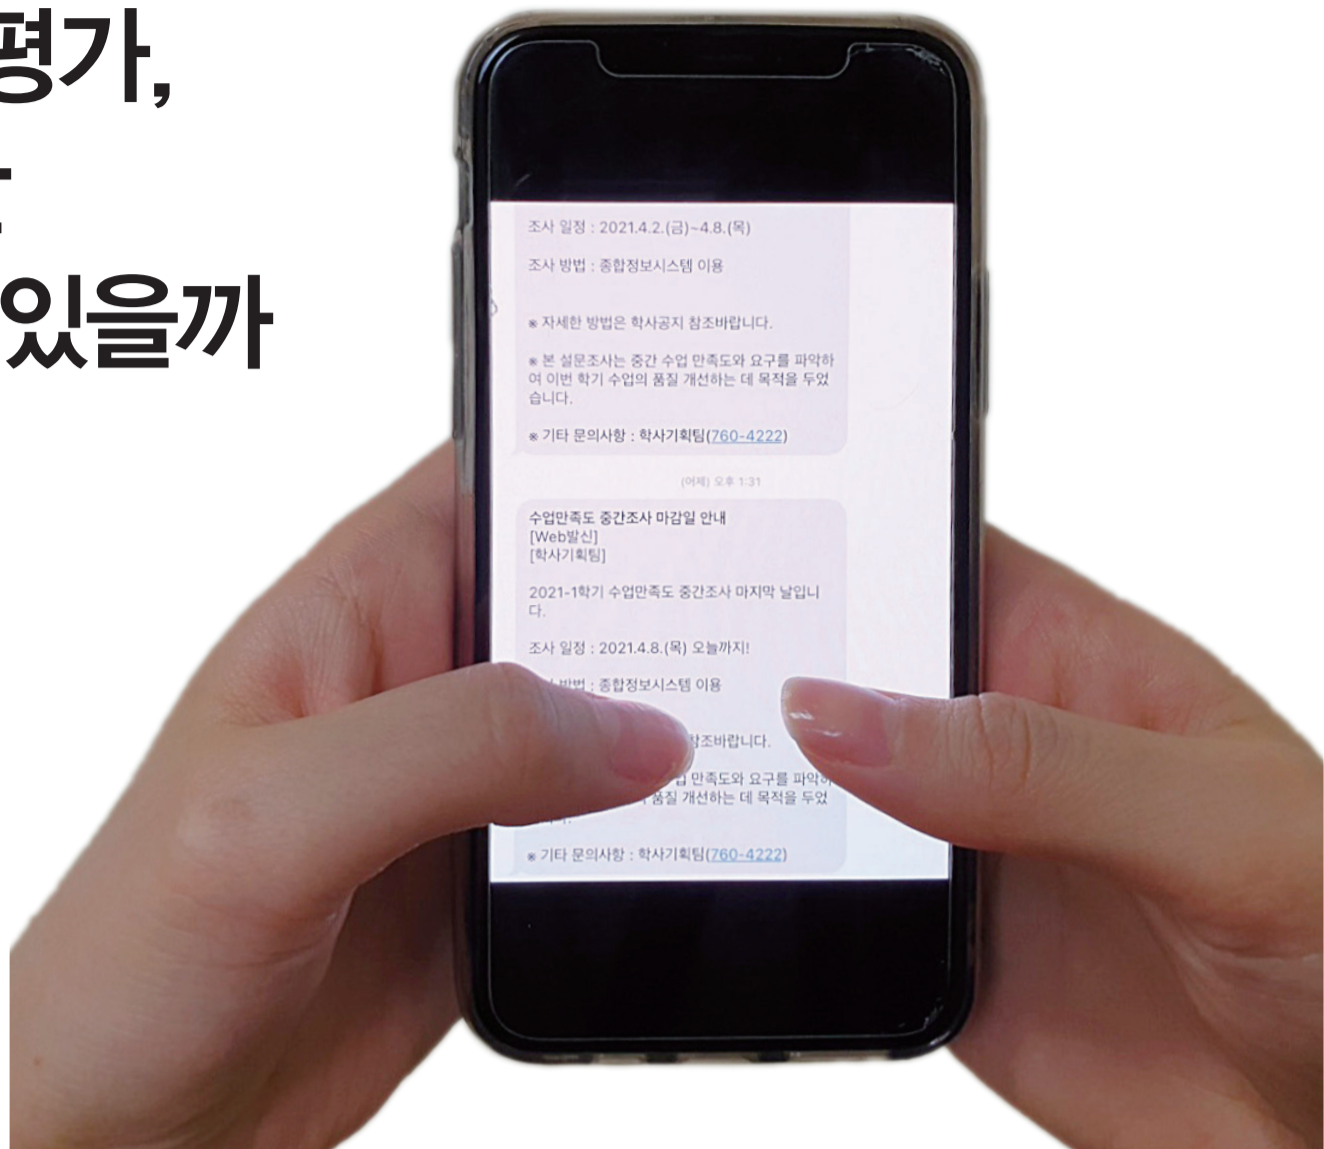 평가,
있을까
조사 일정 : 2021.4.2.(금)~4.8.(목)
조사 방법 : 종합정보시스템 이용
※ 자세한 방법은 학사공지 참조바랍니다.
※ 본 설문조사는 중간 수업 만족도와 요구를 파악하
여 이번 학기 수업의 품질 개선하는 데 목적을 두었
습니다.
※ 기타 문의사항 : 학사기획팀(760-4222)
(어제) 오후 1:31
수업만족도 중간조사 마감일 안내
[Web발신]
[학사기획팀]
2021-1학기 수업만족도 중간조사 마지막 날입니
다.
조사 일정 : 2021.4.8.(목) 오늘까지!
방법 : 종합정보시스템 이용
참조바랍니다.
만족도와 요구를 파악하
품질 개선하는 데 목적을 두었
※ 기타 문의사항 : 학사기획팀(760-4222)